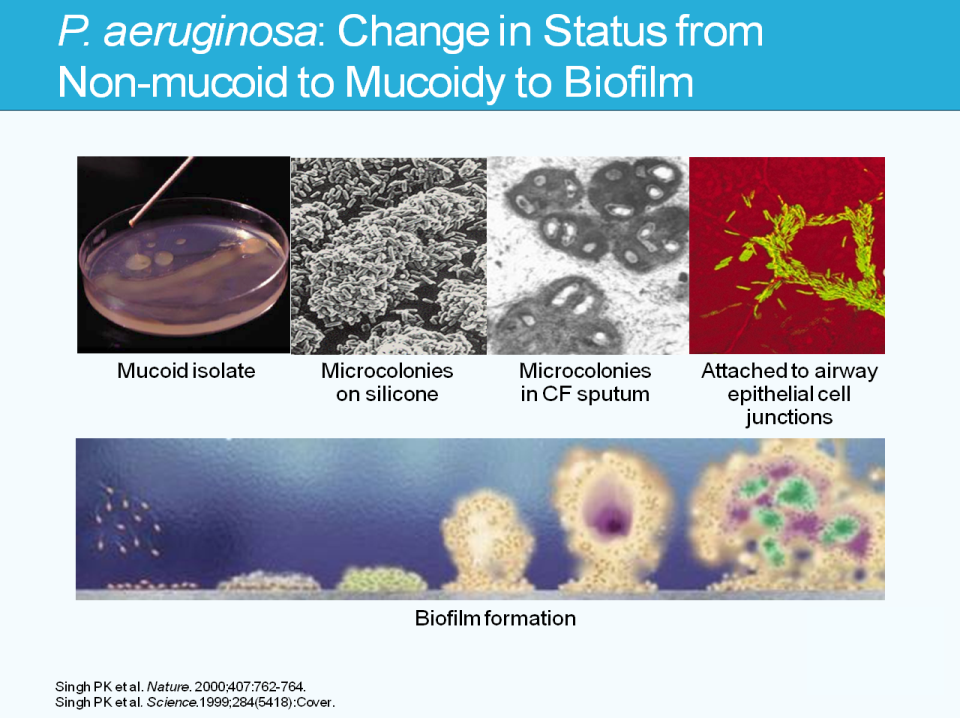 P. aeruginosa: Change in Status from
Non-mucoid to Mucoidy to Biofilm
Mucoid isolate
Microcolonies
on silicone
Microcolonies
in CF sputum
Attached to airway
epithelial cell
junctions
Biofilm formation
Singh PK et al. Nature. 2000;407:762-764.
Singh PK et al. Science.1999;284(5418):Cover.